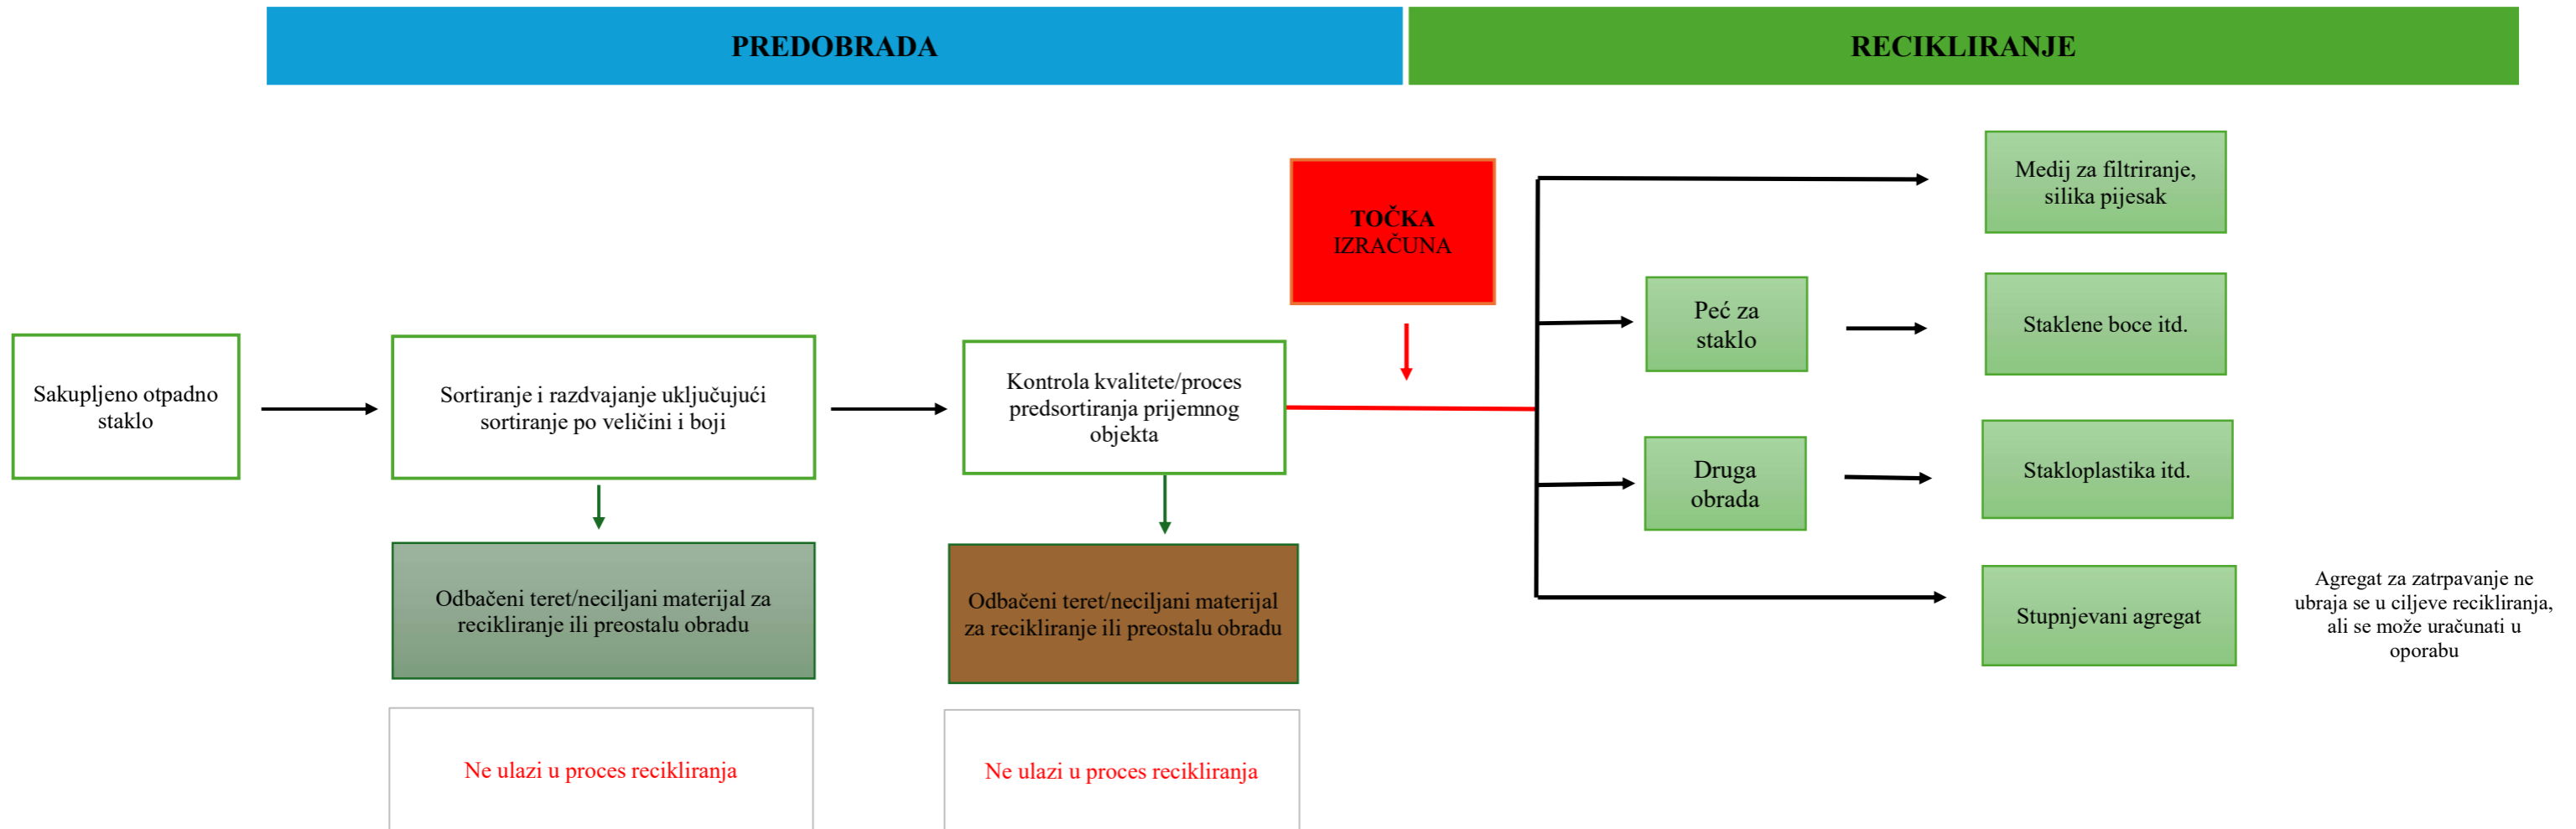 PREDOBRADA
RECIKLIRANJE
Medij za filtriranje,
silika pijesak
TOČKA
IZRAČUNA
Peć za
staklo
Staklene boce itd.
Sakupljeno otpadno
staklo
Sortiranje i razdvajanje uključujući
sortiranje po veličini i boji
Kontrola kvalitete/proces
predsortiranja prijemnog
objekta
Druga
obrada
Stakloplastika itd.
Odbačeni teret/neciljani materijal za
recikliranje ili preostalu obradu
Odbačeni teret/neciljani materijal
za recikliranje ili preostalu obradu
Stupnjevani agregat
Agregat za zatrpavanje ne
ubraja se u ciljeve recikliranja,
ali se može uračunati u
oporabu
Ne ulazi u proces recikliranja
Ne ulazi u proces recikliranja